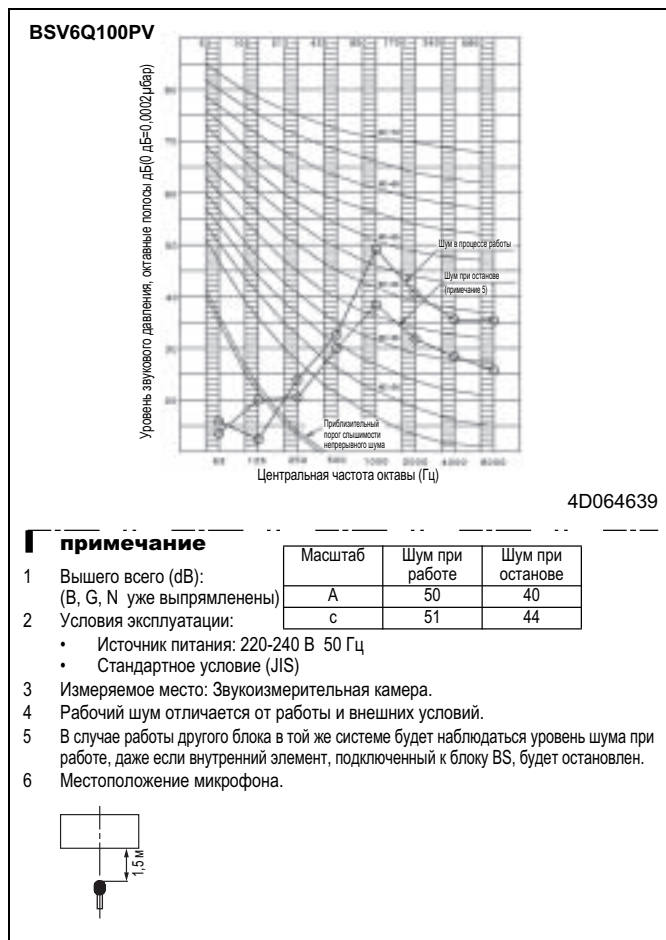 BSV6Q100PV
Уровень звукового давления, октавные полосы дБ(0 дБ=0,0002µбар)
Шум в процессе работы
Шум при останове
(примечание 5)
Приблизительный
порог слышимости
непрерывного шума
1000 2000 4000 8000
Центральная частота октавы (Гц)
4D064639
примечание
1 Вышего всего (dB):
(B, G, N уже выпрямленены)
Масштаб Шум при работе Шум при останове
A 50 40
c 51 44
2 Условия эксплуатации:
• Источник питания: 220-240 В 50 Гц
• Стандартное условие (JIS)
3 Измеряемое место: Звукоизмерительная камера.
4 Рабочий шум отличается от работы и внешних условий.
5 В случае работы другого блока в той же системе будет наблюдаться уровень шума при
работе, даже если внутренний элемент, подключенный к блоку BS, будет остановлен.
6 Местоположение микрофона.
1,5 м